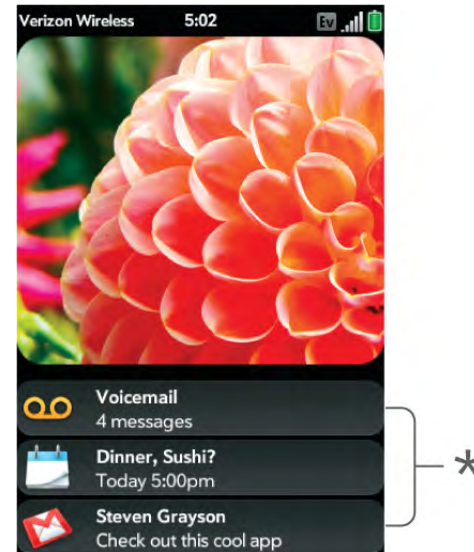 Verizon Wireless 5:02 Ev
Voicemail
4 messages
Dinner, Sushi?
Today 5:00pm
Steven Grayson
Check out this cool app
*